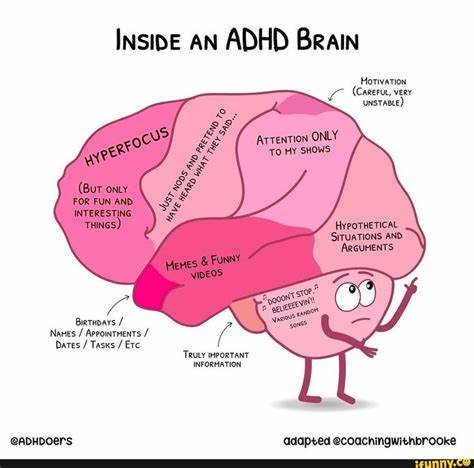 INSIDE AN ADHD BRAIN
MOTIVATION
(CAREFUL, VERY
UNSTABLE)
HYPERFOCUS
(BUT ONLY
FOR FUN AND
INTERESTING
THINGS)
JUST NODS AND PRETEND TO
HAVE HEARD WHAT THEY SAID...
ATTENTION ONLY
TO MY SHOWS
HYPOTHETICAL
SITUATIONS AND
ARGUMENTS
MEMES & FUNNY
VIDEOS
♫ DOOON'T STOP ♫
♫ BELIEEEEVIN'!!
VARIOUS RANDOM
SONGS
BIRTHDAYS /
NAMES / APPOINTMENTS /
DATES / TASKS / ETC
TRULY IMPORTANT
INFORMATION
@ADHDoers
adapted @coachingwithbrooke
ifunny.co